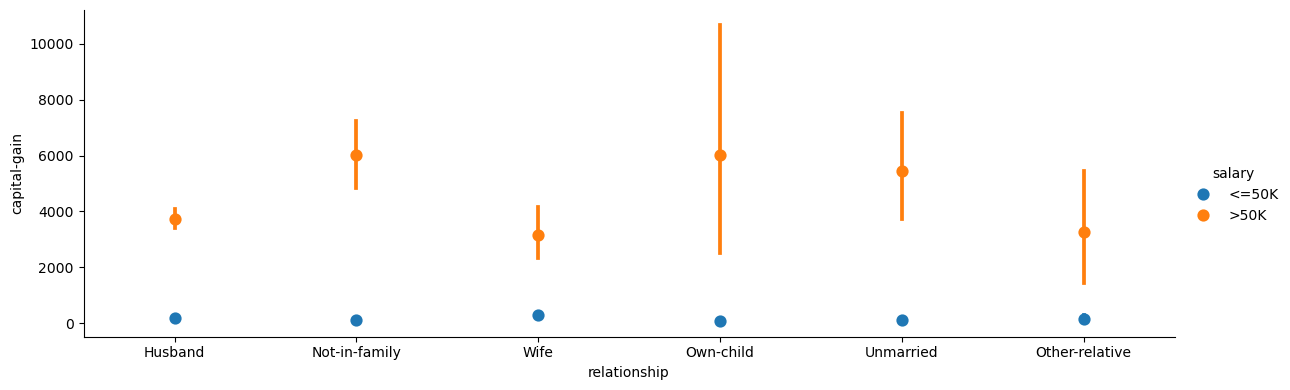 10000
8000
6000
4000
2000
0
capital-gain
Husband Not-in-family Wife Own-child Unmarried Other-relative
relationship
salary
<=50K
>50K